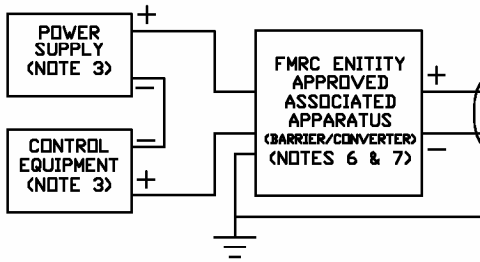 +
POWER
SUPPLY
(NOTE 3)
−
CONTROL
EQUIPMENT
(NOTE 3)
−
+
FMRC ENITITY
APPROVED
ASSOCIATED
APPARATUS
(BARRIER/CONVERTER)
(NOTES 6 & 7)
+
−